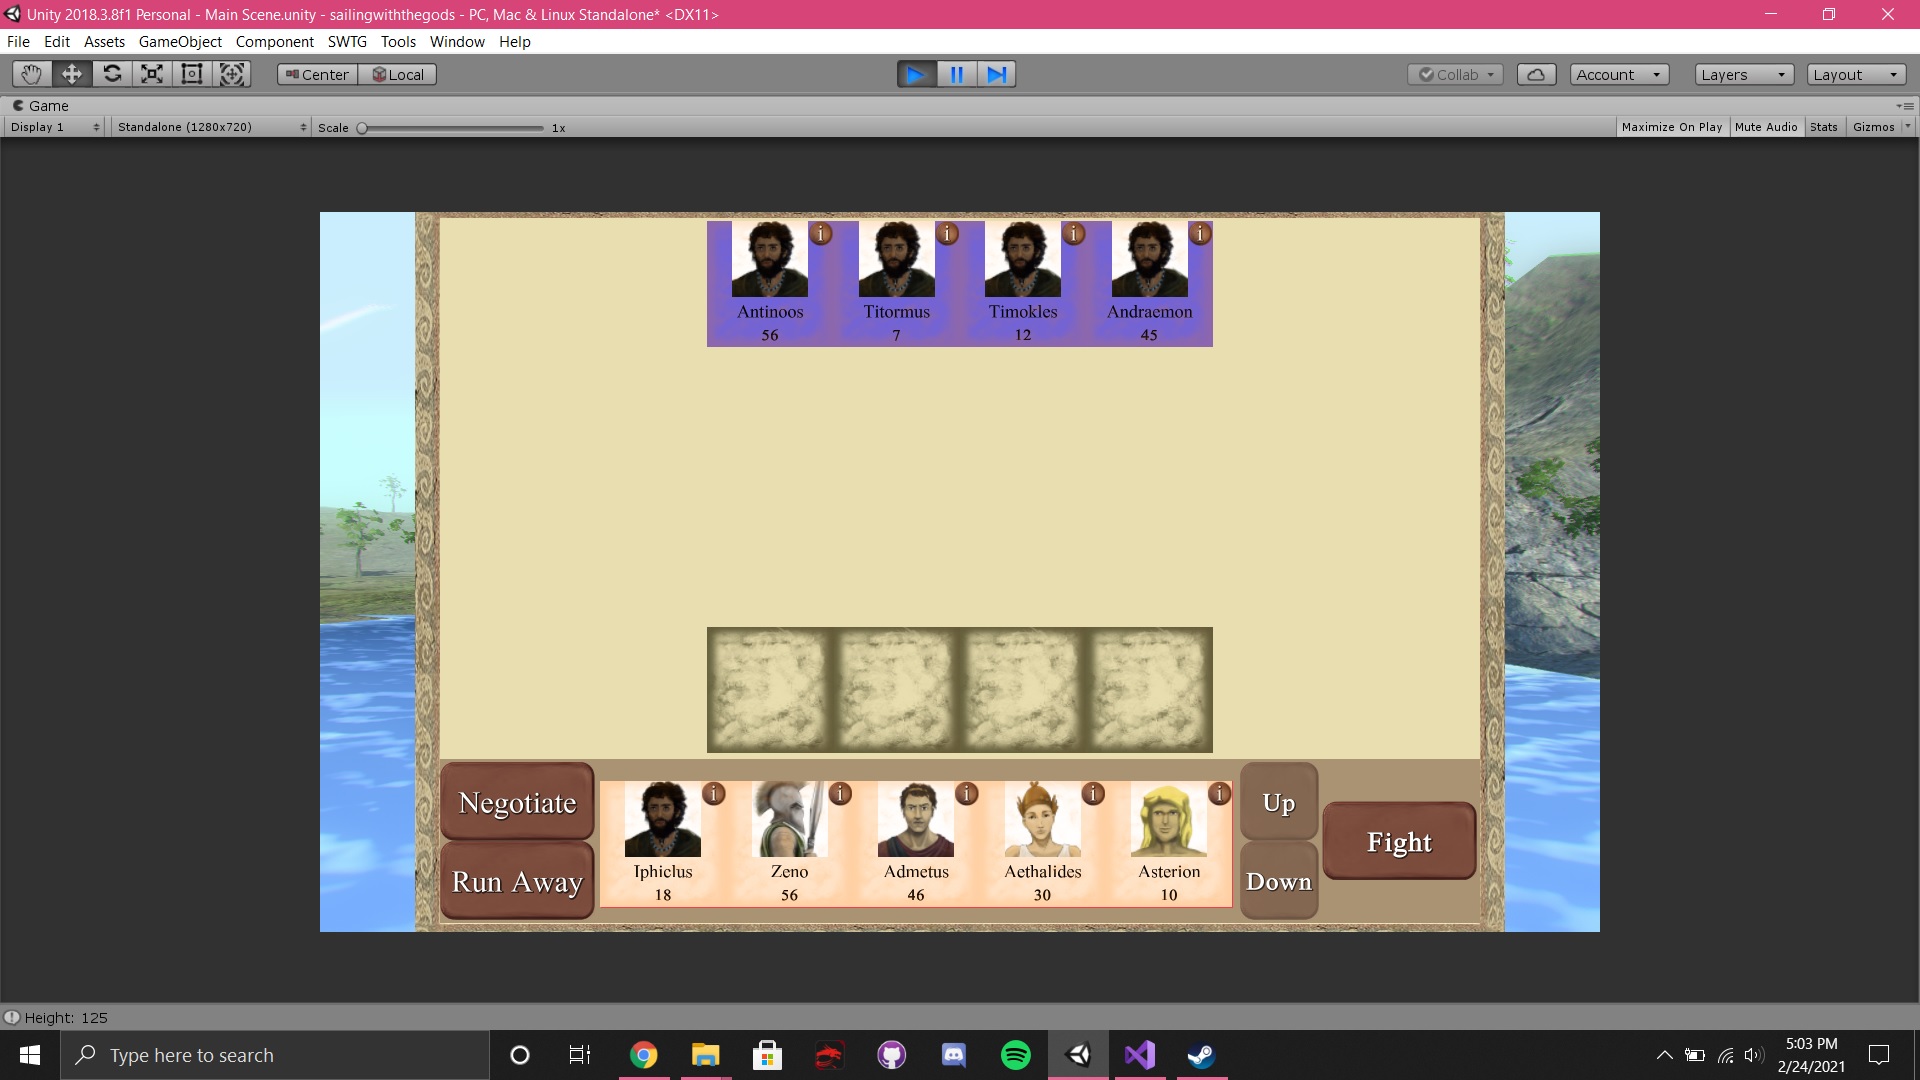 Unity 2018.3.8f1 Personal - Main Scene.unity - sailingwiththegods - PC, Mac & Linux Standalone* <DX11>
File Edit Assets GameObject Component SWTG Tools Window Help
Center Local Collab Account Layers Layout
Game
Display 1 Standalone (1280x720) Scale 1x Maximize On Play Mute Audio Stats Gizmos
i i i i
Antinoos Titormus Timokles Andraemon
56 7 12 45
Negotiate
Run Away
i i i i i
Iphiclus Zeno Admetus Aethalides Asterion
18 56 46 30 10
Up
Down
Fight
Height: 125
Type here to search
5:03 PM
2/24/2021